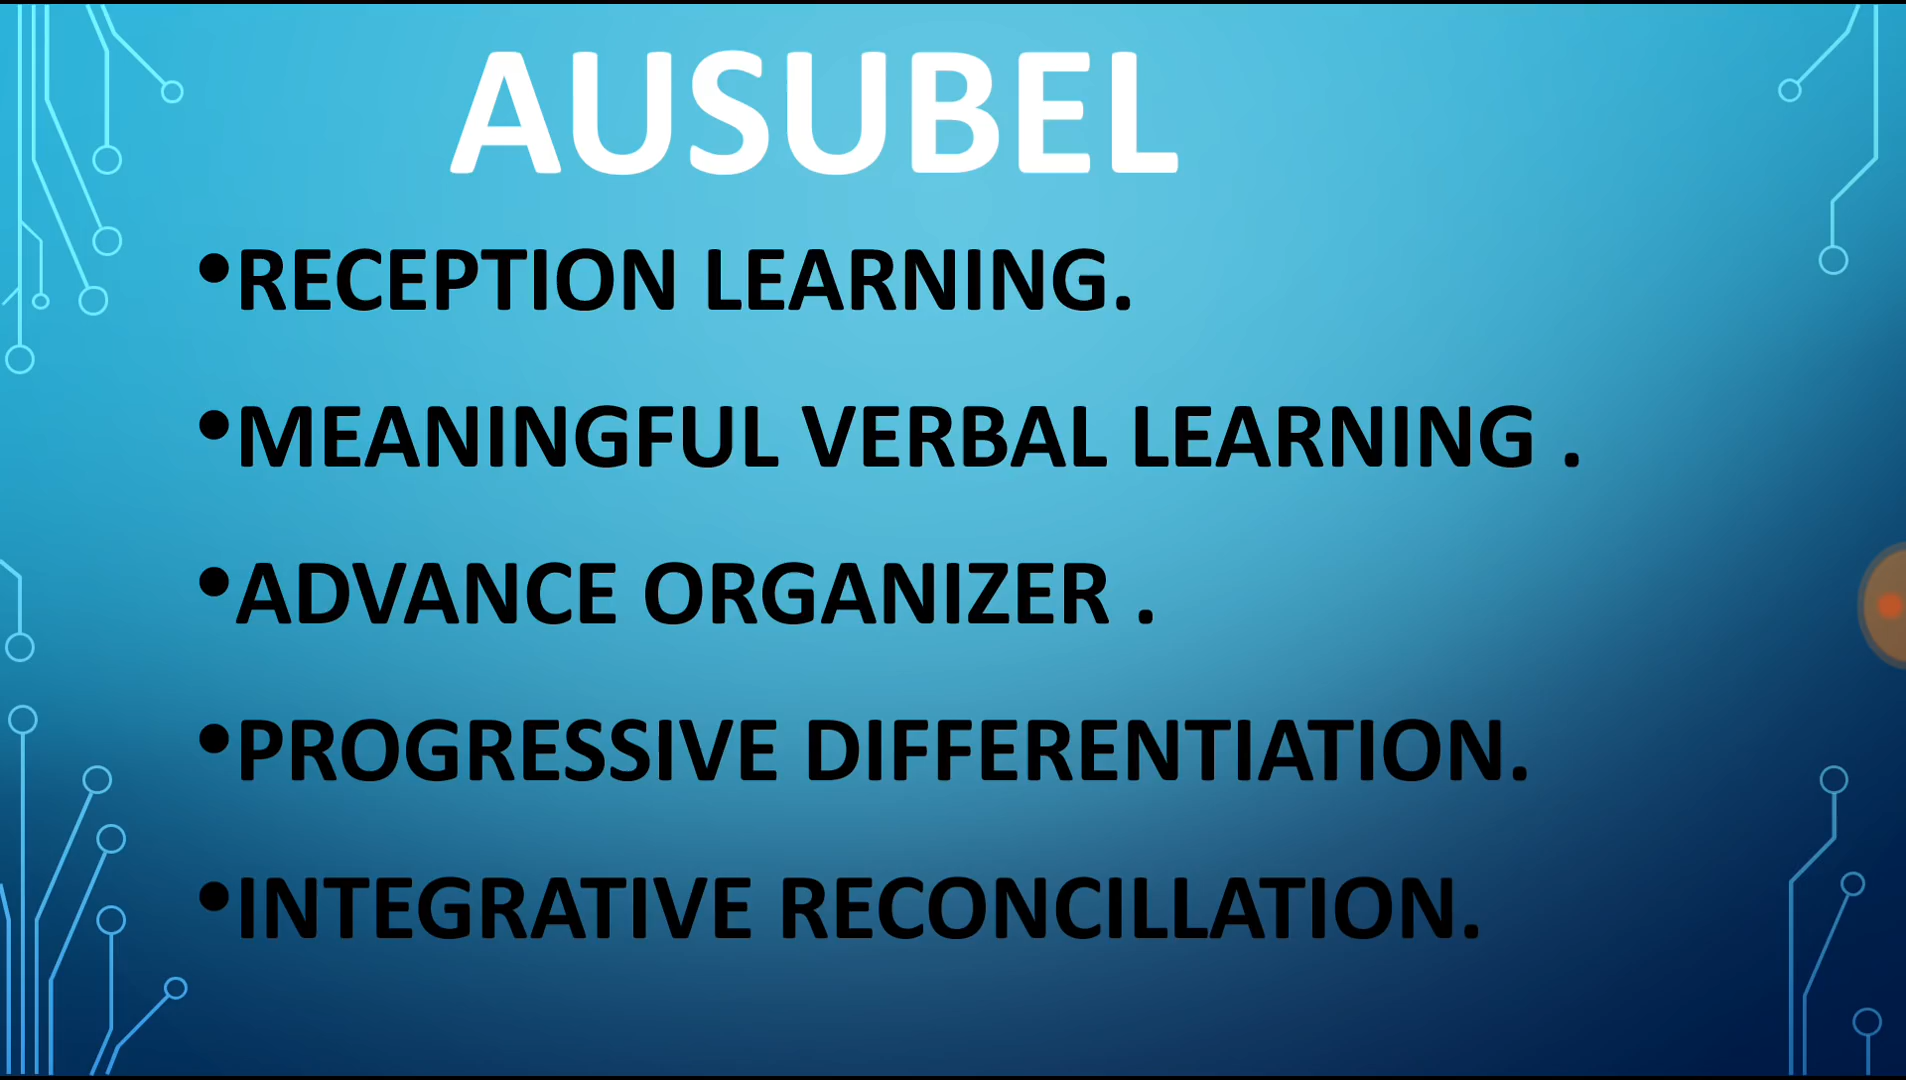 AUSUBEL
•RECEPTION LEARNING.
•MEANINGFUL VERBAL LEARNING .
•ADVANCE ORGANIZER .
•PROGRESSIVE DIFFERENTIATION.
•INTEGRATIVE RECONCILLATION.